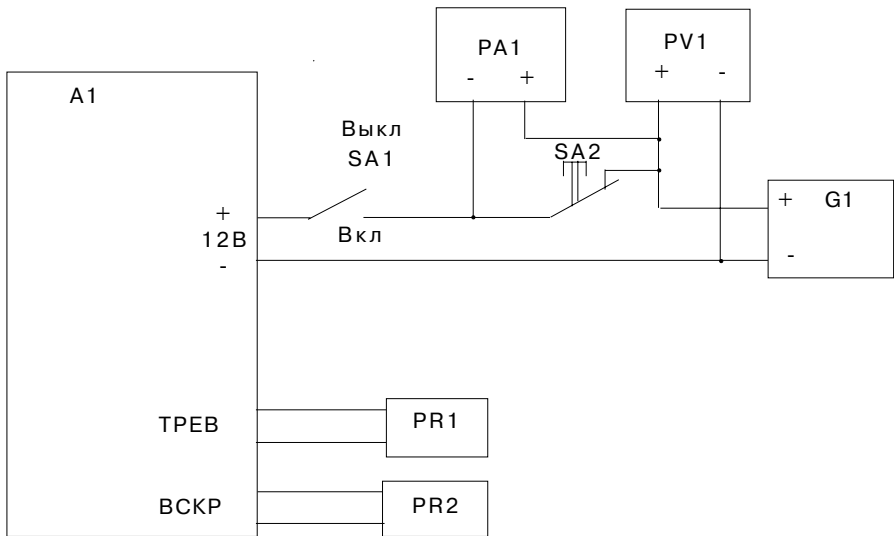 PA1
- +
PV1
+ -
A1
Выкл
SA1
SA2
+
12В
-
Вкл
+ G1
-
ТРЕВ
PR1
ВСКР
PR2